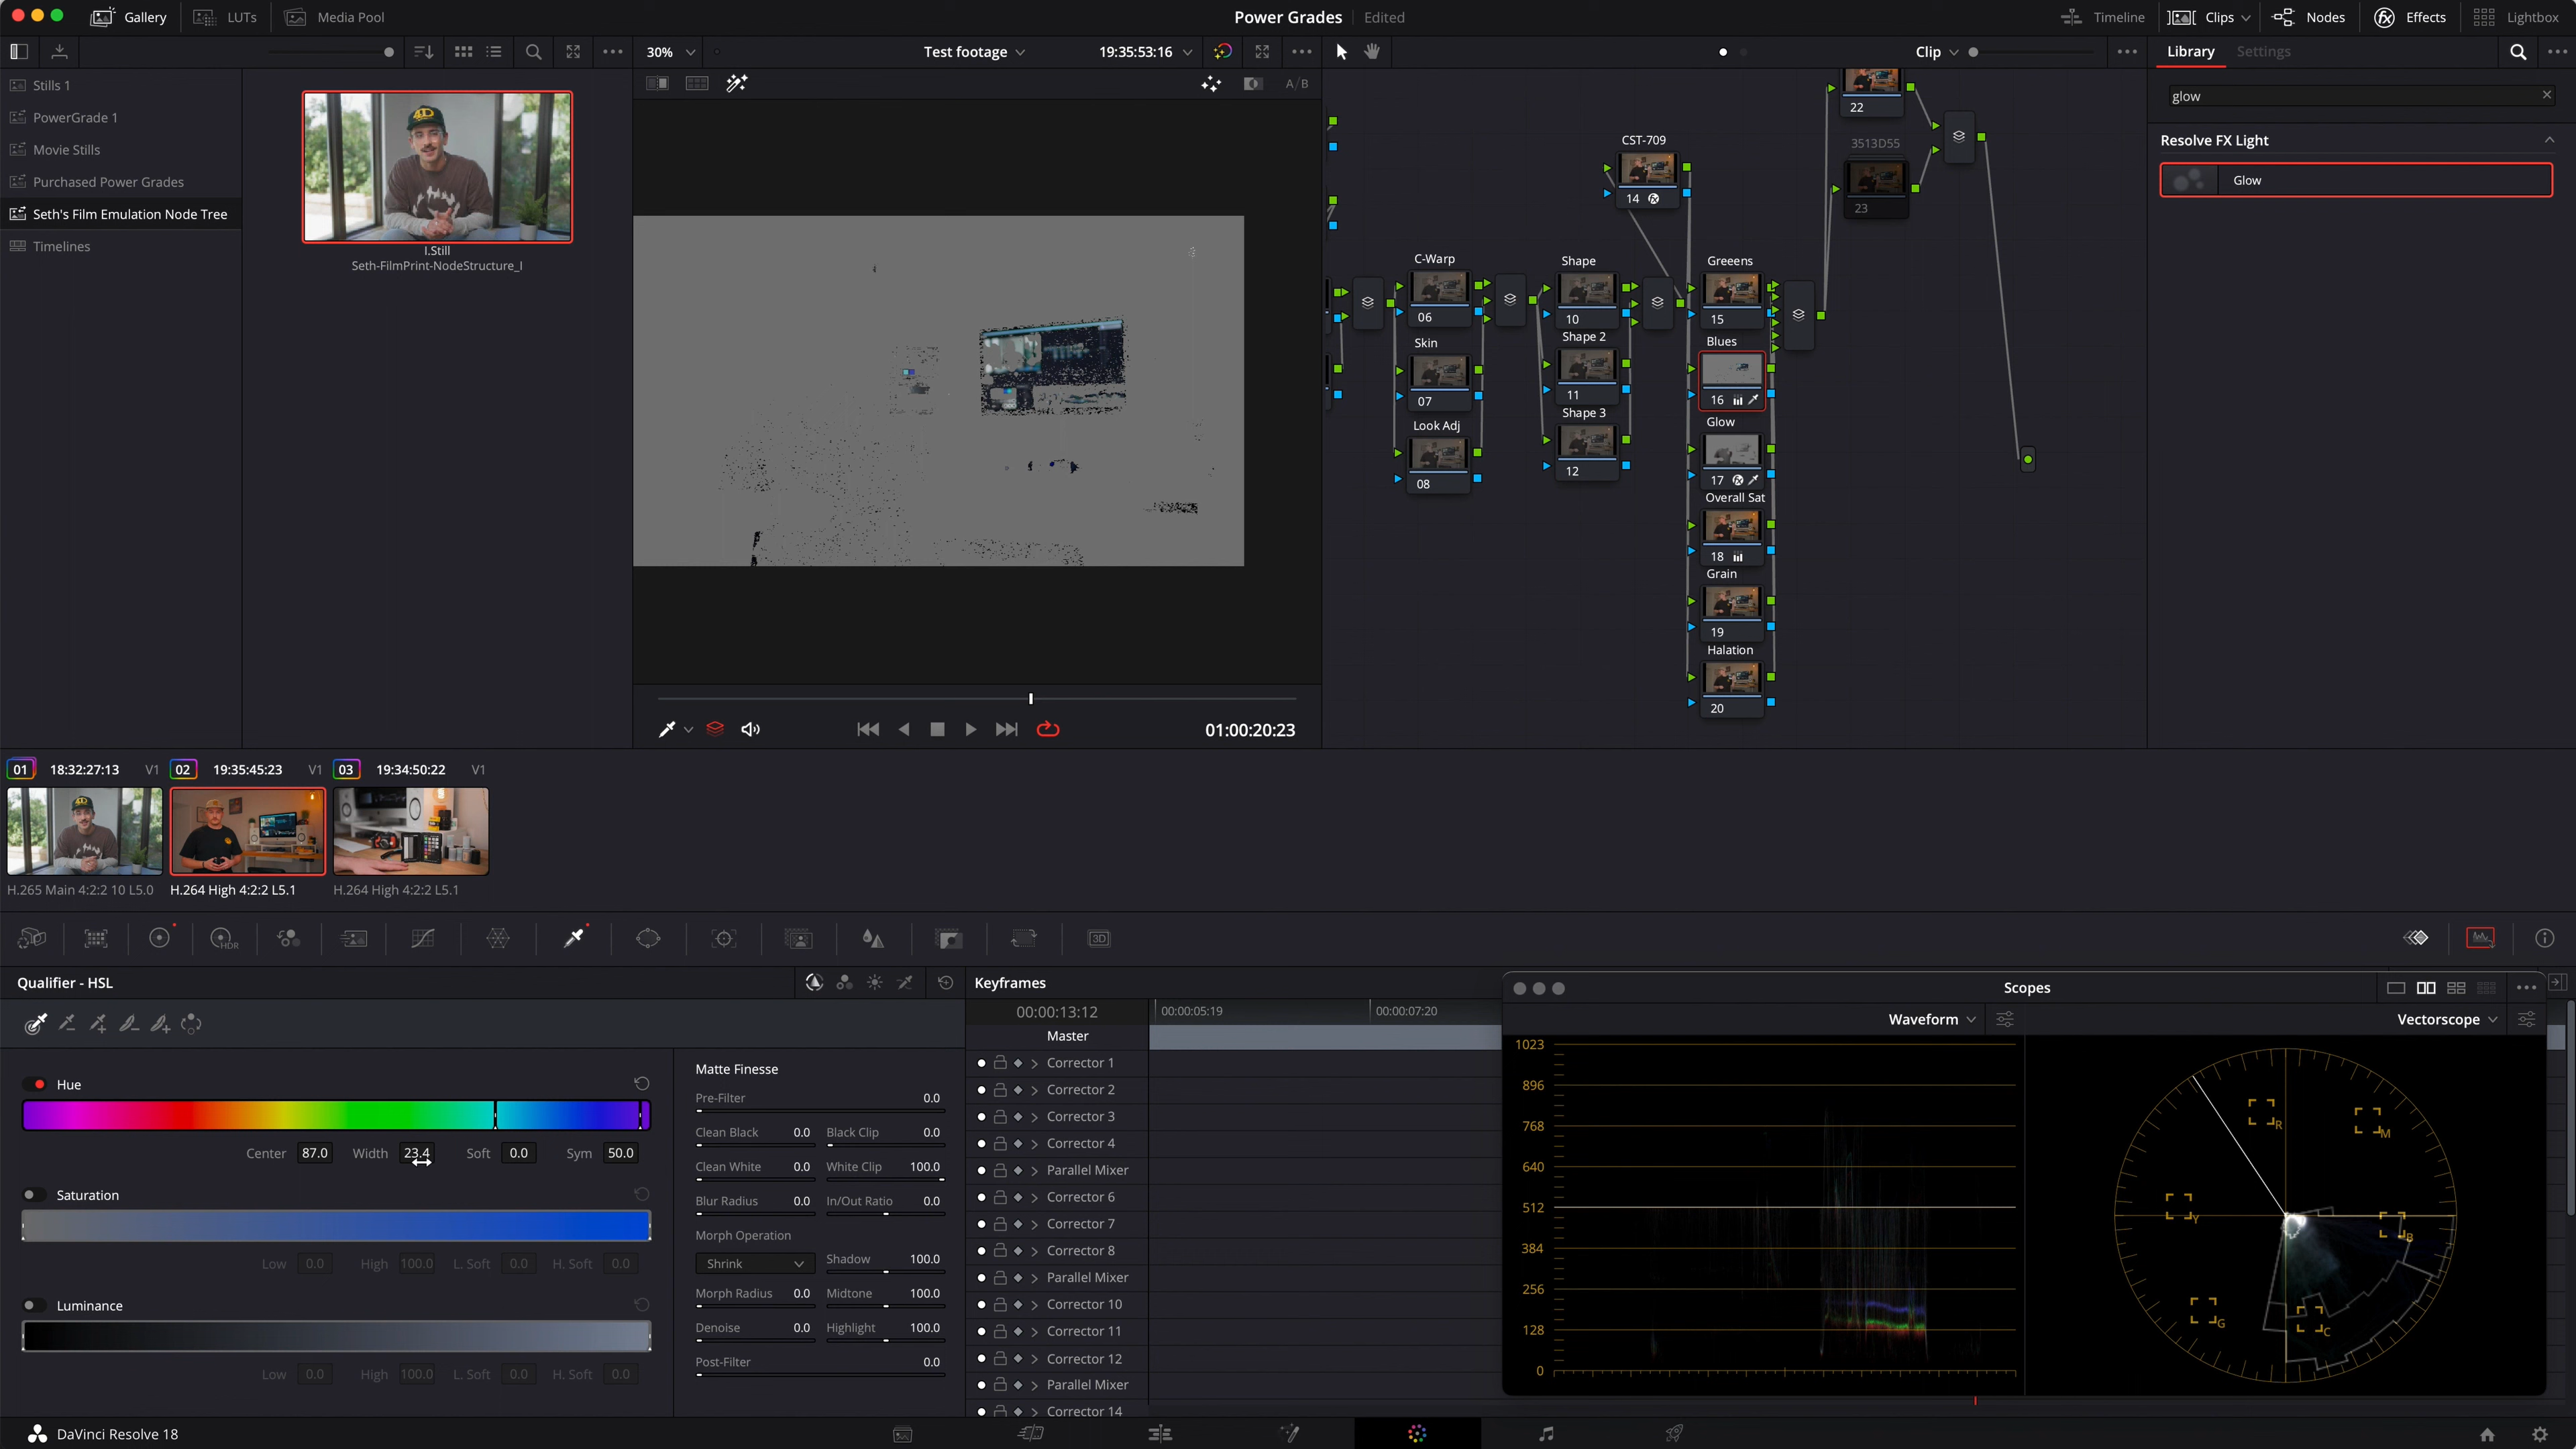 Gallery
LUTs
Media Pool
Power Grades
Edited
Timeline
Clips
Nodes
Effects
Lightbox
30%
Test footage
19:35:53:16
Clip
Library
Settings
A/B
glow
Resolve FX Light
Glow
Stills 1
PowerGrade 1
Movie Stills
Purchased Power Grades
Seth's Film Emulation Node Tree
Timelines
I.Still
Seth-FilmPrint-NodeStructure_I
22
3513D55
23
CST-709
14
C-Warp
06
Skin
07
Look Adj
08
Shape
10
Shape 2
11
Shape 3
12
Greeens
15
Blues
16
Glow
17
Overall Sat
18
Grain
19
Halation
20
01:00:20:23
01 18:32:27:13 V1
02 19:35:45:23 V1
03 19:34:50:22 V1
4D
H.265 Main 4:2:2 10 L5.0
H.264 High 4:2:2 L5.1
H.264 High 4:2:2 L5.1
HDR
3D
Qualifier - HSL
Hue
Center 87.0 Width 23.4 Soft 0.0 Sym 50.0
Saturation
Low 0.0 High 100.0 L. Soft 0.0 H. Soft 0.0
Luminance
Low 0.0 High 100.0 L. Soft 0.0 H. Soft 0.0
Matte Finesse
Pre-Filter 0.0
Clean Black 0.0 Black Clip 0.0
Clean White 0.0 White Clip 100.0
Blur Radius 0.0 In/Out Ratio 0.0
Morph Operation
Shrink Shadow 100.0
Morph Radius 0.0 Midtone 100.0
Denoise 0.0 Highlight 100.0
Post-Filter 0.0
Keyframes
00:00:13:12 00:00:05:19 00:00:07:20
Master
Corrector 1
Corrector 2
Corrector 3
Corrector 4
Parallel Mixer
Corrector 6
Corrector 7
Corrector 8
Parallel Mixer
Corrector 10
Corrector 11
Corrector 12
Parallel Mixer
Corrector 14
Scopes
Waveform
Vectorscope
1023
896
768
640
512
384
256
128
0
R
M
Y
B
G
C
DaVinci Resolve 18